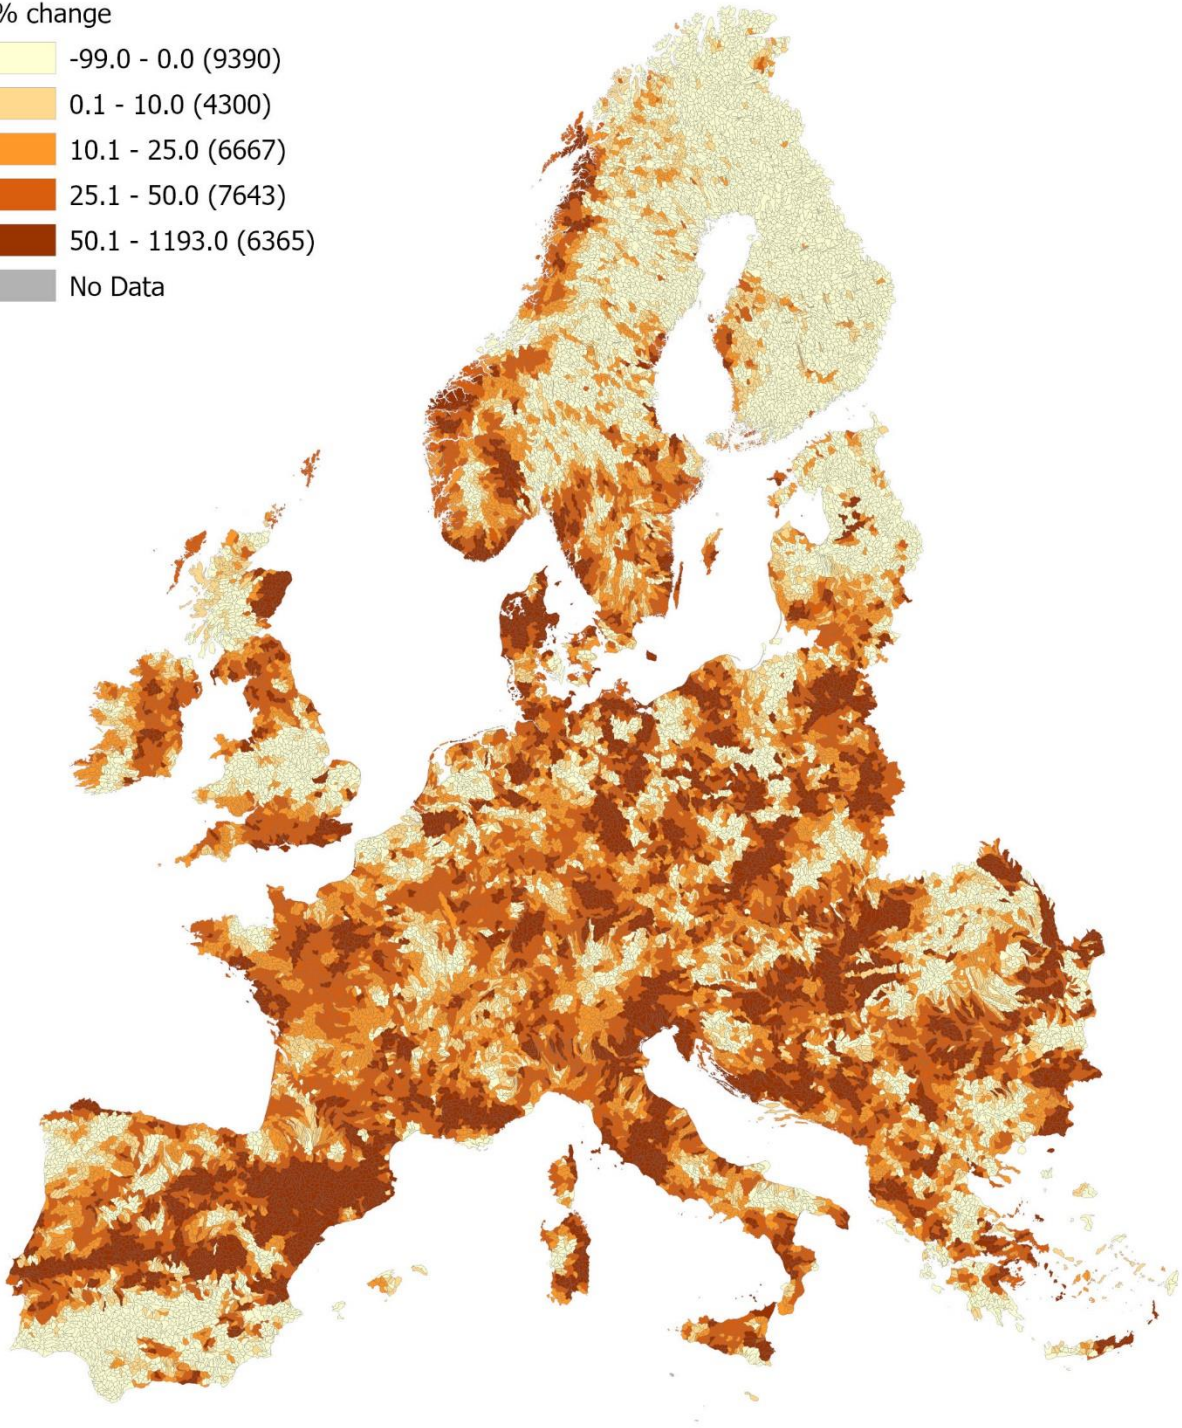 % change
-99.0 - 0.0 (9390)
0.1 - 10.0 (4300)
10.1 - 25.0 (6667)
25.1 - 50.0 (7643)
50.1 - 1193.0 (6365)
No Data